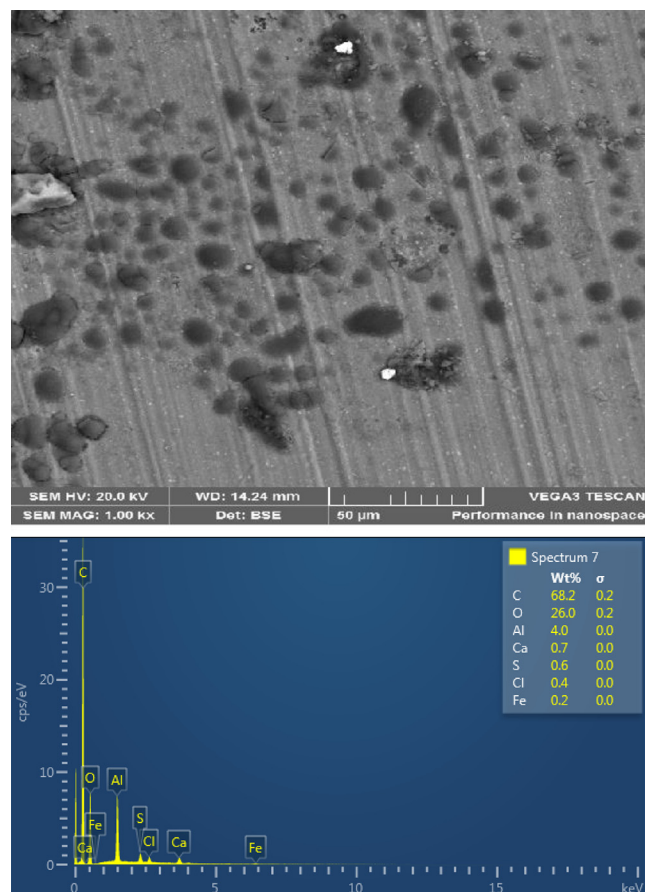 SEM HV: 20.0 kV WD: 14.24 mm VEGA3 TESCAN
SEM MAG: 1.00 kx Det: BSE 50 µm Performance in nanospace
Spectrum 7
Wt% σ
C 68.2 0.2
O 26.0 0.2
Al 4.0 0.0
Ca 0.7 0.0
S 0.6 0.0
Cl 0.4 0.0
Fe 0.2 0.0
cps/eV
30
20
10
0
C
O
Fe
Ca
Al
S
Cl
Ca
Fe
0 5 10 15 keV